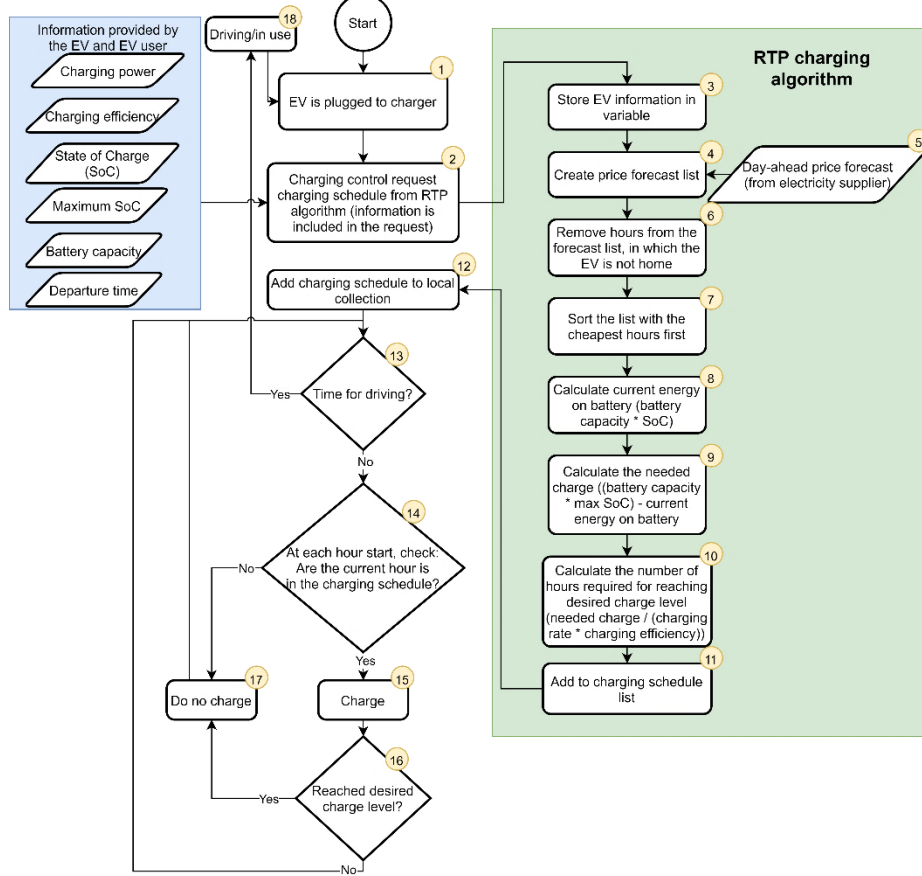 Information provided by
the EV and EV user
Charging power
Charging efficiency
State of Charge
(SoC)
Maximum SoC
Battery capacity
Departure time
18
Driving/in use
Start
1
EV is plugged to charger
2
Charging control request
charging schedule from RTP
algorithm (information is
included in the request)
12
Add charging schedule to local
collection
13
Time for driving?
Yes
No
14
At each hour start, check:
Are the current hour is
in the charging schedule?
No
Yes
17
Do no charge
15
Charge
16
Reached desired
charge level?
Yes
No
RTP charging
algorithm
3
Store EV information in
variable
4
Create price forecast list
5
Day-ahead price forecast
(from electricity supplier)
6
Remove hours from the
forecast list, in which the
EV is not home
7
Sort the list with the
cheapest hours first
8
Calculate current energy
on battery (battery
capacity * SoC)
9
Calculate the needed
charge ((battery capacity
* max SoC) - current
energy on battery
10
Calculate the number of
hours required for reaching
desired charge level
(needed charge / (charging
rate * charging efficiency))
11
Add to charging schedule
list